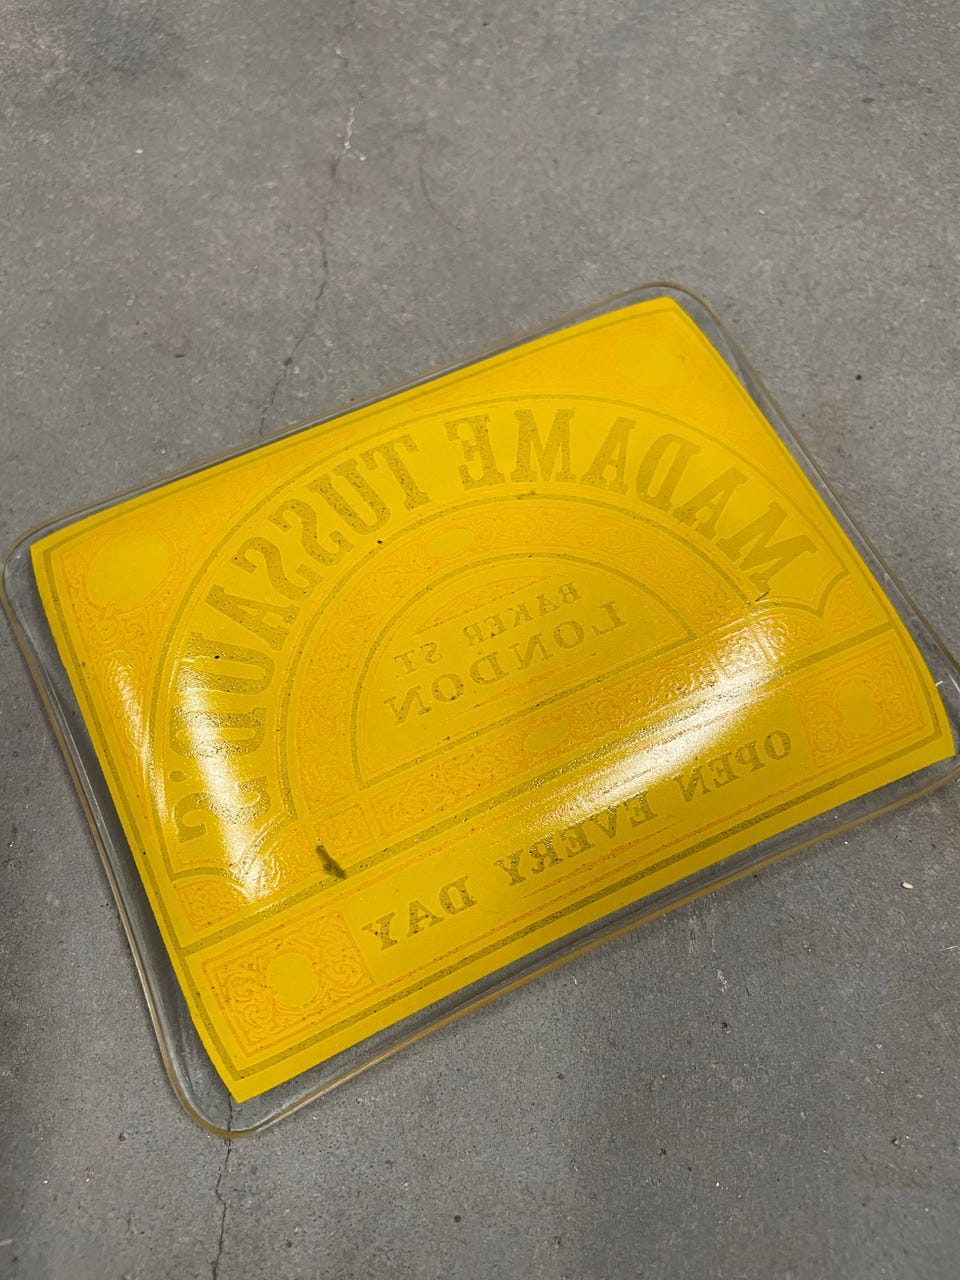 MADAME TUSSAUD'S
BAKER ST
LONDON
OPEN EVERY DAY